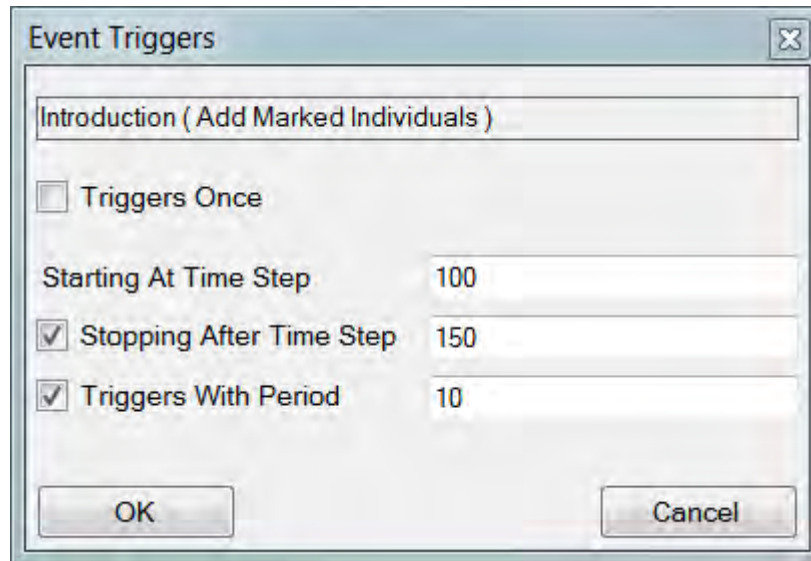 Event Triggers
Introduction ( Add Marked Individuals )
Triggers Once
Starting At Time Step 100
Stopping After Time Step 150
Triggers With Period 10
OK Cancel